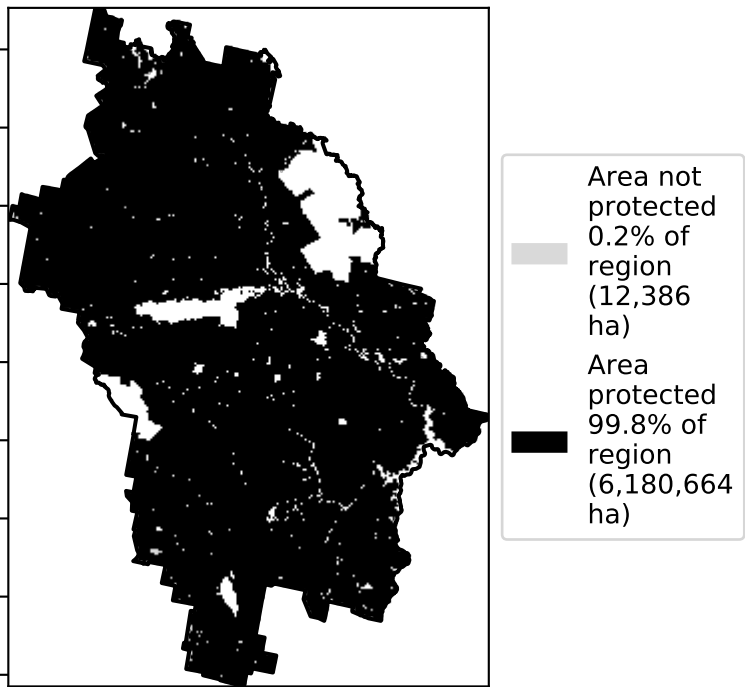 Area not
protected
0.2% of
region
(12,386
ha)
Area
protected
99.8% of
region
(6,180,664
ha)